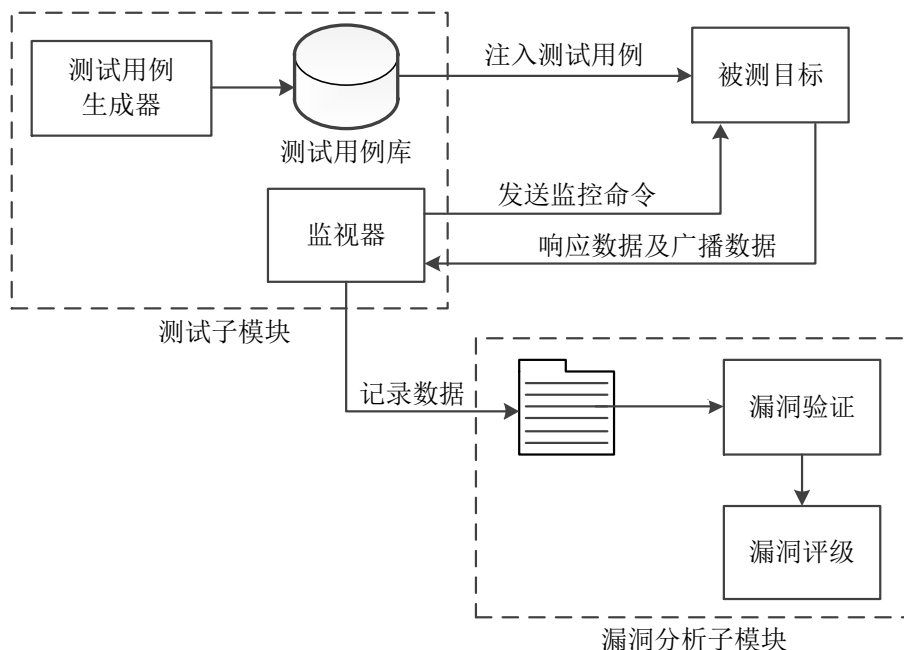 测试用例
生成器
测试用例库
注入测试用例
被测目标
监视器
发送监控命令
响应数据及广播数据
测试子模块
记录数据
漏洞验证
漏洞评级
漏洞分析子模块